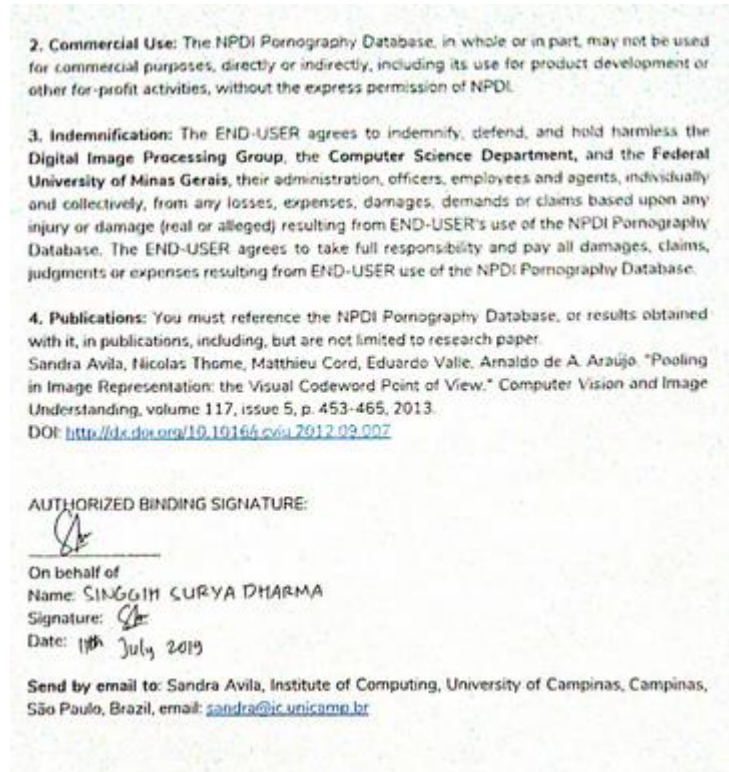 2. Commercial Use: The NPDI Pornography Database, in whole or in part, may not be used
for commercial purposes, directly or indirectly, including its use for product development or
other for-profit activities, without the express permission of NPDI.
3. Indemnification: The END-USER agrees to indemnify, defend, and hold harmless the
Digital Image Processing Group, the Computer Science Department, and the Federal
University of Minas Gerais, their administration, officers, employees and agents, individually
and collectively, from any losses, expenses, damages, demands or claims based upon any
injury or damage (real or alleged) resulting from END-USER's use of the NPDI Pornography
Database. The END-USER agrees to take full responsibility and pay all damages, claims,
judgments or expenses resulting from END-USER use of the NPDI Pornography Database.
4. Publications: You must reference the NPDI Pornography Database, or results obtained
with it, in publications, including, but are not limited to research paper.
Sandra Avila, Nicolas Thome, Matthieu Cord, Eduardo Valle, Arnaldo de A. Araújo. "Pooling
in Image Representation: the Visual Codeword Point of View." Computer Vision and Image
Understanding, volume 117, issue 5, p. 453-465, 2013.
DOI: http://dx.doi.org/10.1016/j.cviu.2012.09.007
AUTHORIZED BINDING SIGNATURE:
On behalf of
Name: SINGGIH SURYA DHARMA
Signature:
Date: 11th July 2019
Send by email to: Sandra Avila, Institute of Computing, University of Campinas, Campinas,
São Paulo, Brazil, email: sandra@ic.unicamp.br